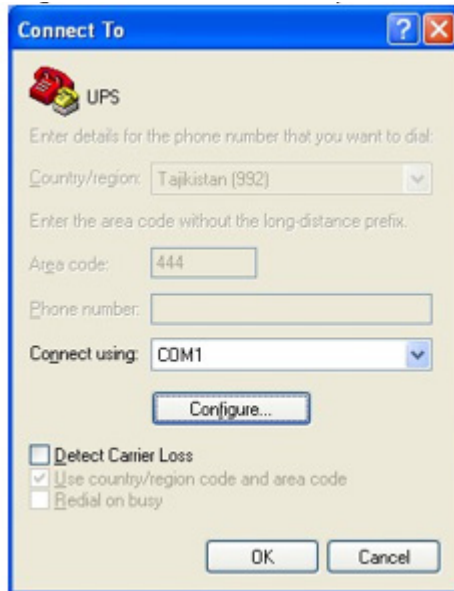 Connect To
UPS
Enter details for the phone number that you want to dial:
Country/region: Tajikistan (992)
Enter the area code without the long-distance prefix.
Area code: 444
Phone number:
Connect using: COM1
Configure...
Detect Carrier Loss
Use country/region code and area code
Redial on busy
OK Cancel